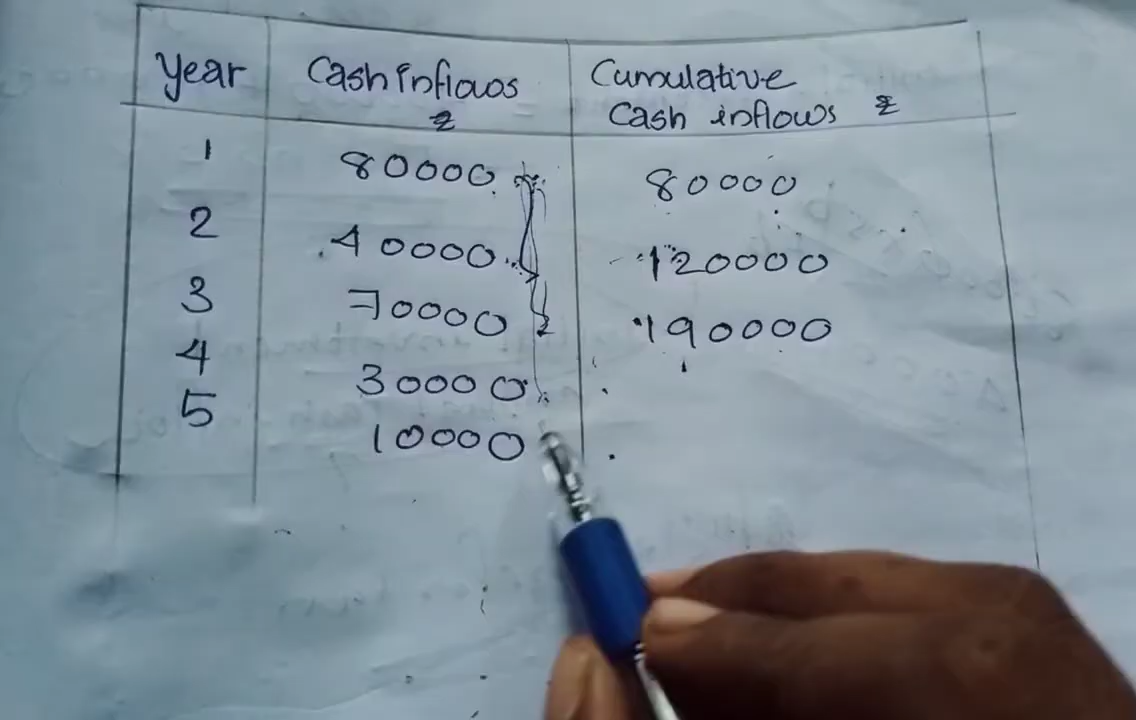 Year Cash inflows Cumulative
₹ Cash inflows ₹
1 80000 80000
2 40000 120000
3 70000 190000
4 30000
5 10000